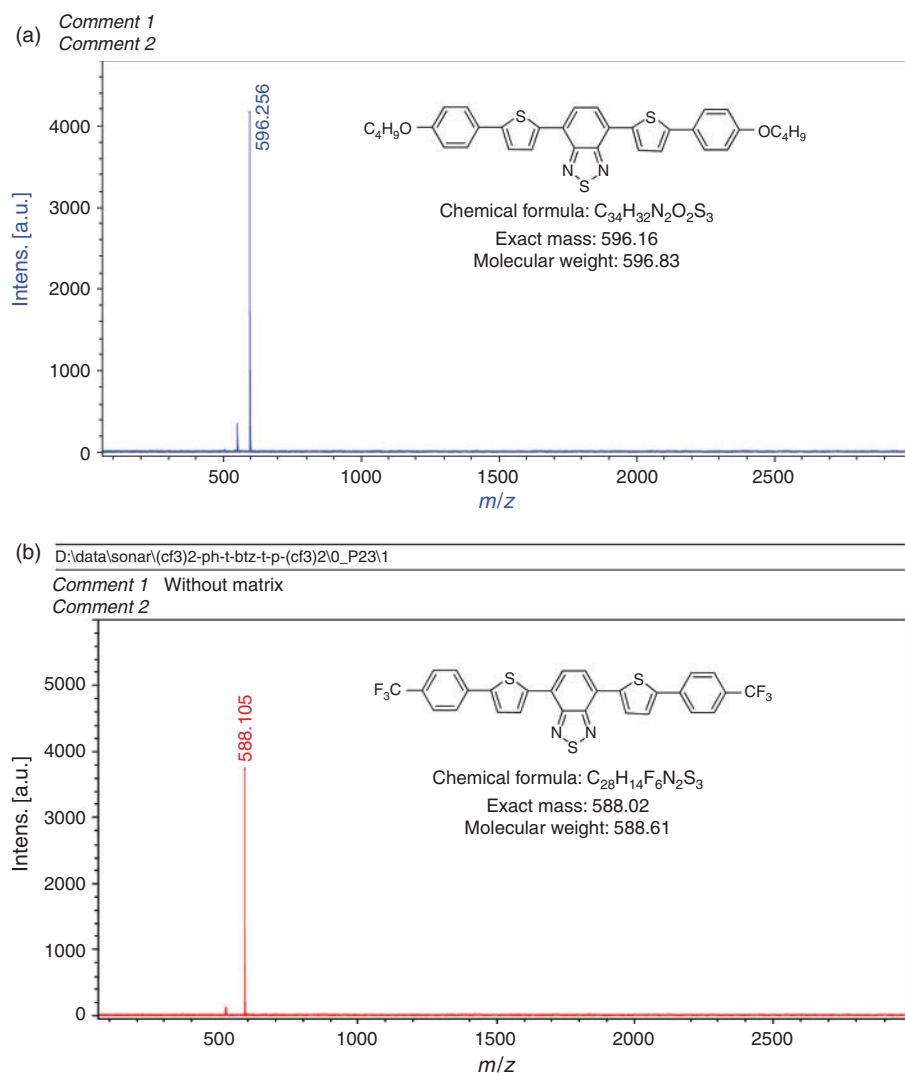 (a) Comment 1
Comment 2
Intens. [a.u.]
4000
3000
2000
1000
0
596.256
C₄H₉O
S
S
OC₄H₉
N
N
S
Chemical formula: C₃₄H₃₂N₂O₂S₃
Exact mass: 596.16
Molecular weight: 596.83
500 1000 1500 2000 2500
m/z
(b) D:\data\sonar\(cf3)2-ph-t-btz-t-p-(cf3)2\0_P23\1
Comment 1 Without matrix
Comment 2
Intens. [a.u.]
5000
4000
3000
2000
1000
0
588.105
F₃C
S
S
CF₃
N
N
S
Chemical formula: C₂₈H₁₄F₆N₂S₃
Exact mass: 588.02
Molecular weight: 588.61
500 1000 1500 2000 2500
m/z